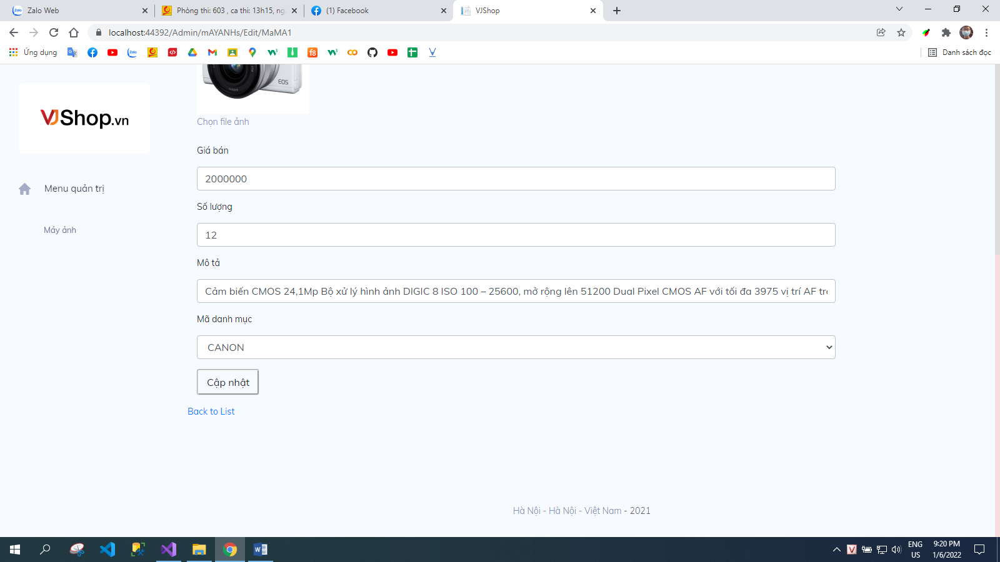 Zalo Web
Phòng thi: 603 , ca thi: 13h15, ng
(1) Facebook
VJShop
localhost:44392/Admin/mAYANHs/Edit/MaMA1
Ứng dụng
Danh sách đọc
VJShop.vn
EOS
Chọn file ảnh
Giá bán
2000000
Menu quản trị
Số lượng
12
Máy ảnh
Mô tả
Cảm biến CMOS 24,1Mp Bộ xử lý hình ảnh DIGIC 8 ISO 100 – 25600, mở rộng lên 51200 Dual Pixel CMOS AF với tối đa 3975 vị trí AF trê
Mã danh mục
CANON
Cập nhật
Back to List
Hà Nội - Hà Nội - Việt Nam - 2021
ENG
US
9:20 PM
1/6/2022